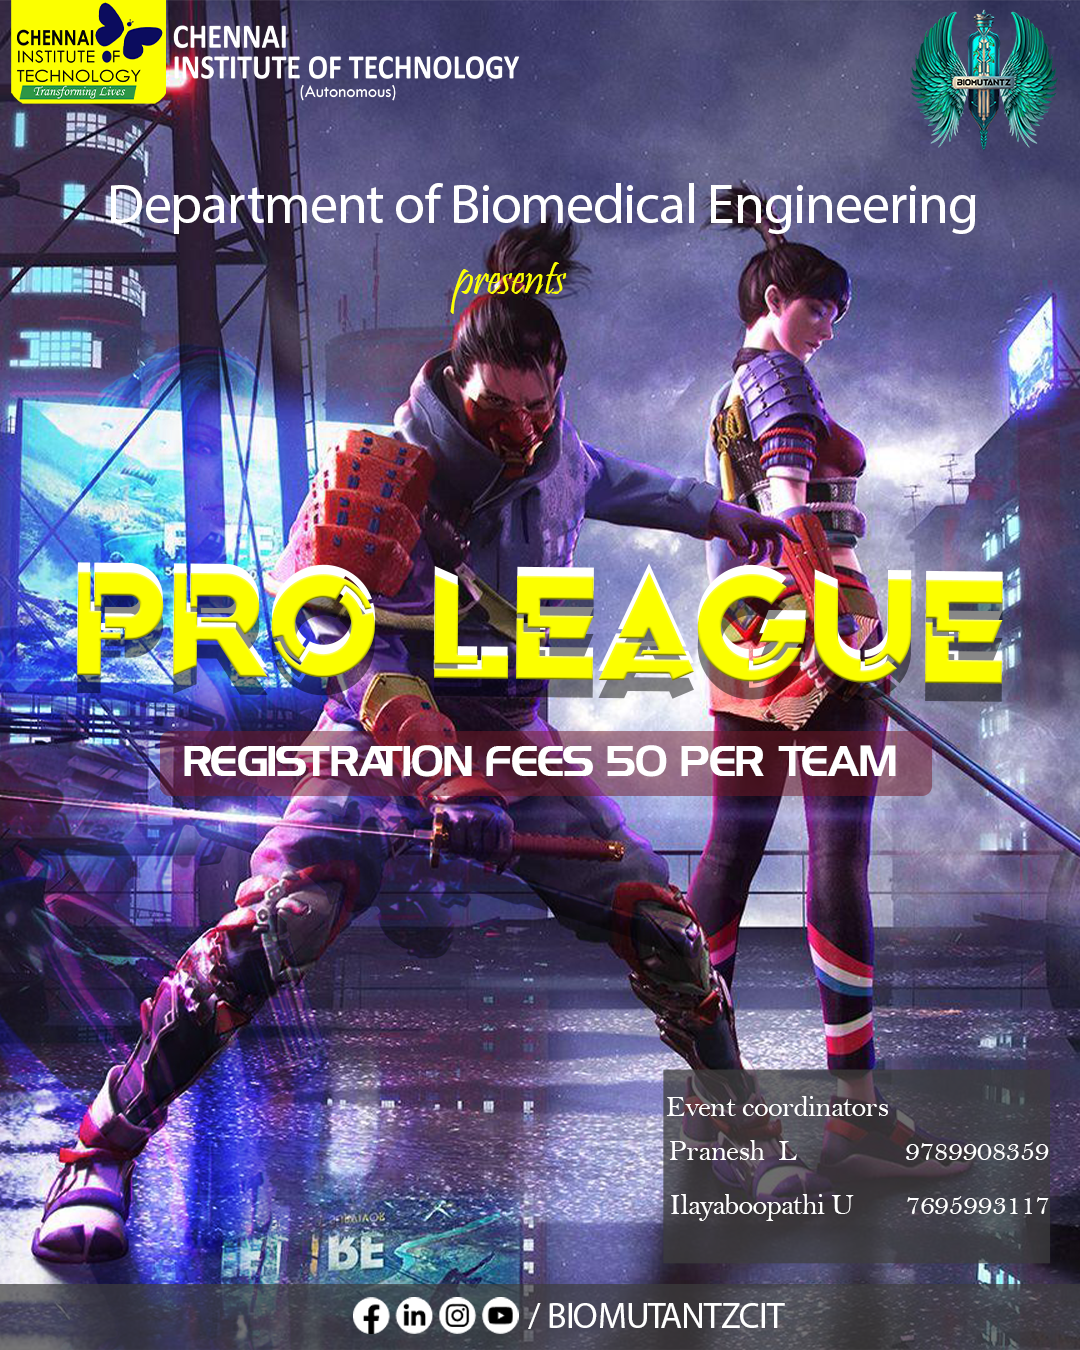 CHENNAI
INSTITUTE OF
TECHNOLOGY
Transforming Lives
CHENNAI
INSTITUTE OF TECHNOLOGY
(Autonomous)
BIOMUTANTZ
Department of Biomedical Engineering
presents
PRO LEAGUE
REGISTRATION FEES 50 PER TEAM
Event coordinators
Pranesh L 9789908359
Ilayaboopathi U 7695993117
/ BIOMUTANTZCIT